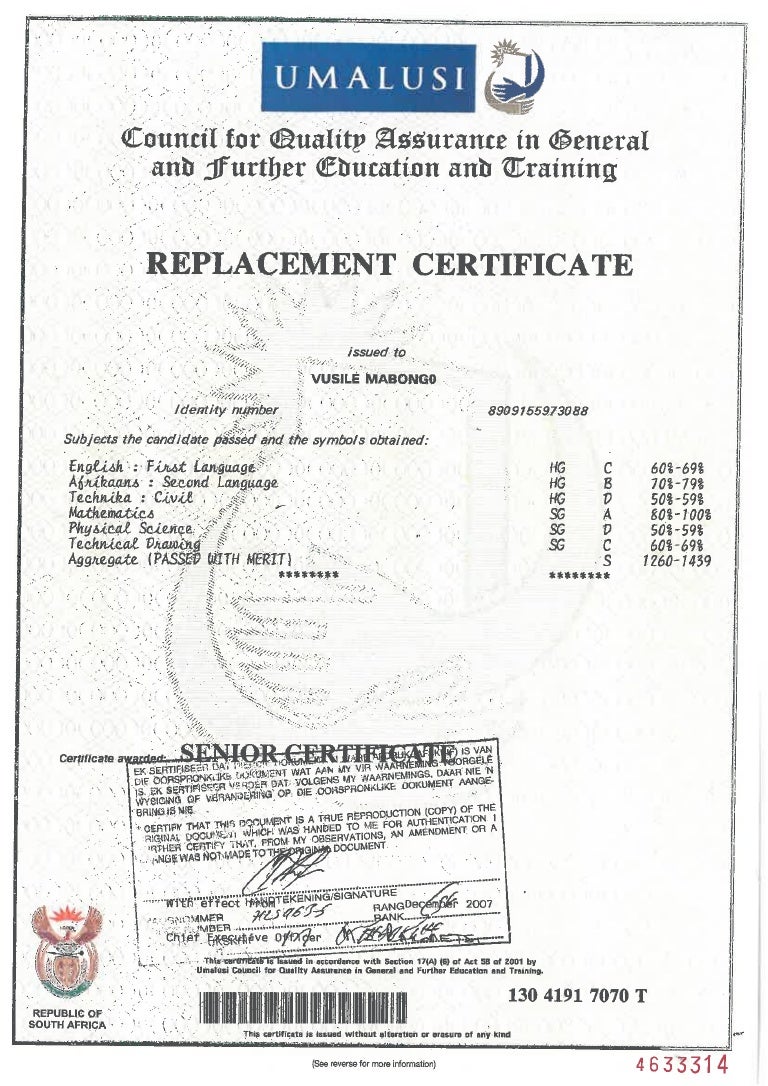 UMALUSI
Council for Quality Assurance in General
and Further Education and Training
REPLACEMENT CERTIFICATE
issued to
VUSILE MABONGO
Identity number 8909155973088
Subjects the candidate passed and the symbols obtained:
English : First Language HG C 60%-69%
Afrikaans : Second Language HG B 70%-79%
Technika : Civil HG D 50%-59%
Mathematics SG A 80%-100%
Physical Science SG D 50%-59%
Technical Drawing SG C 60%-69%
Aggregate (PASSED WITH MERIT) S 1260-1439
******** ********
Certificate awarded: SENIOR CERTIFICATE
EK SERTIFISEER DAT IS VAN
DIE OORSPRONKLIKE DOKUMENT WAT AAN MY VIR WAARNEMING VOORGELÊ
IS. EK SERTIFISEER VERDER DAT, VOLGENS MY WAARNEMINGS, DAAR NIE 'N
WYSIGING OF VERANDERING OP DIE OORSPRONKLIKE DOKUMENT AANGE-
BRING IS NIE.
CERTIFY THAT THIS DOCUMENT IS A TRUE REPRODUCTION (COPY) OF THE
RIGINAL DOCUMENT WHICH WAS HANDED TO ME FOR AUTHENTICATION I
RTHER CERTIFY THAT, FROM MY OBSERVATIONS, AN AMENDMENT OR A
ANGE WAS NOT MADE TO THE ORIGINAL DOCUMENT.
HANDTEKENING/SIGNATURE
With effect from December 2007
RANG
RANK
Chief Executive Officer
This certificate is issued in accordance with Section 17(A) (6) of Act 58 of 2001 by
Umalusi Council for Quality Assurance in General and Further Education and Training.
130 4191 7070 T
REPUBLIC OF
SOUTH AFRICA
This certificate is issued without alteration or erasure of any kind
(See reverse for more information)
4633314